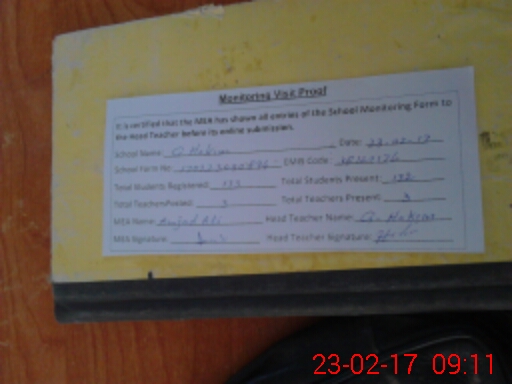 Monitoring Visit Proof
It is certified that the MEA has shown all entries of the School Monitoring Form to
the Head Teacher before its online submission.
School Name: Hakim Date: 23-02-17
School Form No: EMIS Code:
Total Students Registered: Total Students Present: 132
Total Teachers Posted: 3 Total Teachers Present: 3
MEA Name: Amjad Ali Head Teacher Name: Hakim
MEA Signature: Head Teacher Signature:
23-02-17 09:11